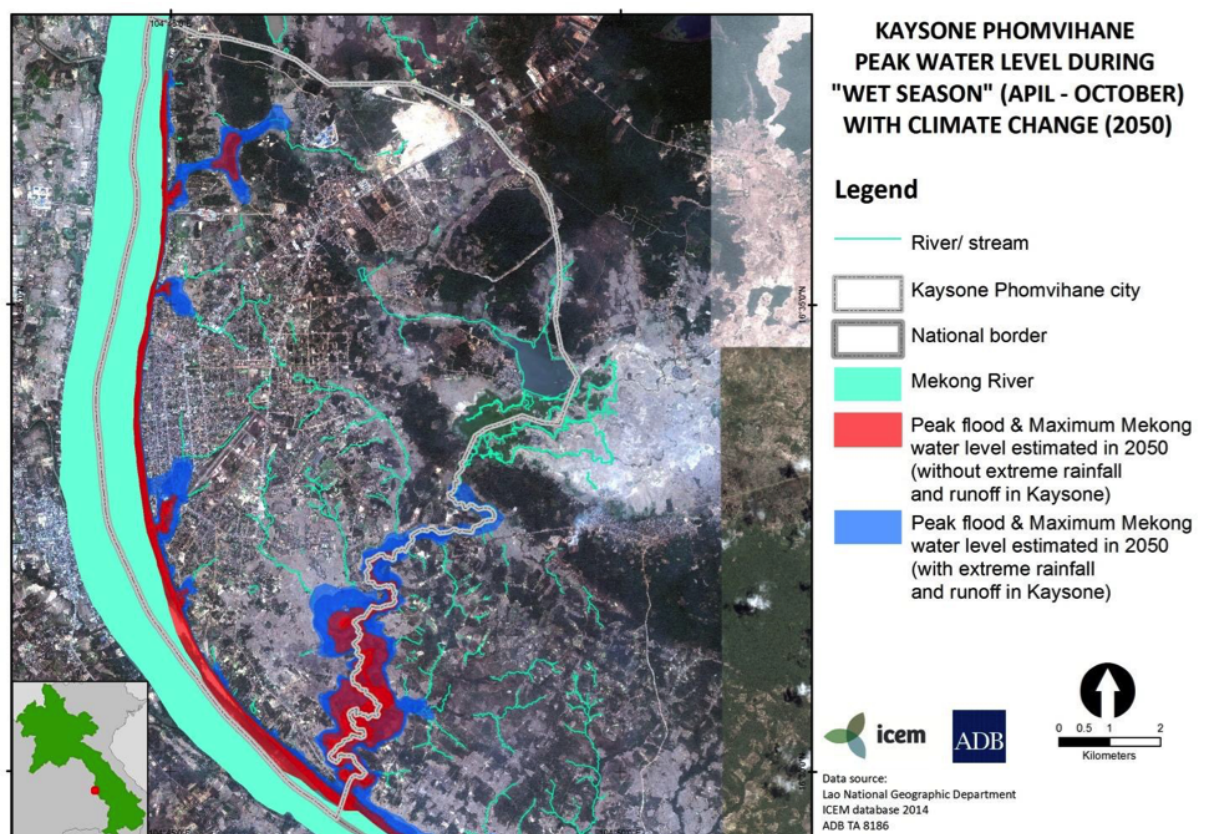 KAYSONE PHOMVIHANE
PEAK WATER LEVEL DURING
"WET SEASON" (APIL - OCTOBER)
WITH CLIMATE CHANGE (2050)
Legend
River/ stream
Kaysone Phomvihane city
National border
Mekong River
Peak flood & Maximum Mekong
water level estimated in 2050
(without extreme rainfall
and runoff in Kaysone)
Peak flood & Maximum Mekong
water level estimated in 2050
(with extreme rainfall
and runoff in Kaysone)
icem
ADB
0 0.5 1 2
Kilometers
Data source:
Lao National Geographic Department
ICEM database 2014
ADB TA 8186